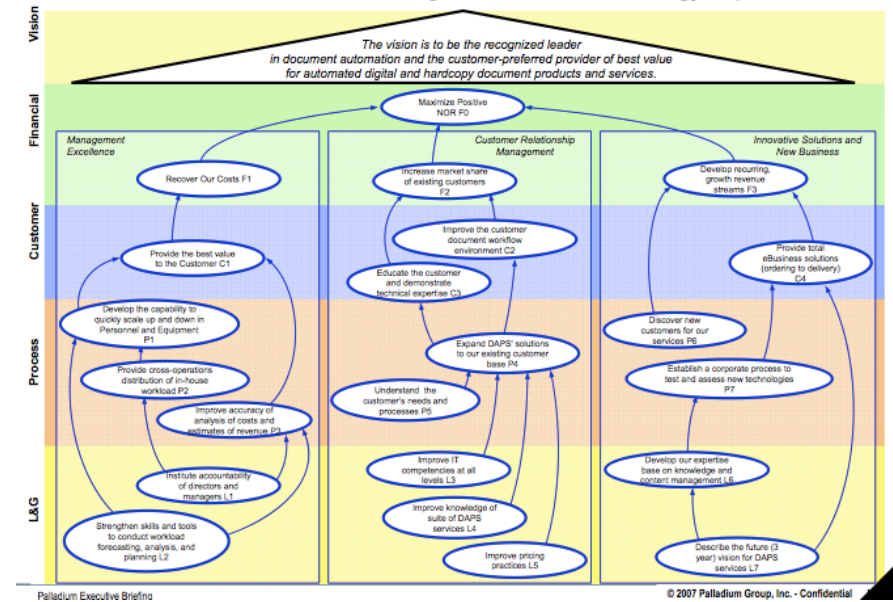 Vision
The vision is to be the recognized leader
in document automation and the customer-preferred provider of best value
for automated digital and hardcopy document products and services.
Financial
Maximize Positive
NOR F0
Management
Excellence
Customer Relationship
Management
Innovative Solutions and
New Business
Recover Our Costs F1
Increase market share
of existing customers
F2
Develop recurring,
growth revenue
streams F3
Customer
Provide the best value
to the Customer C1
Improve the customer
document workflow
environment C2
Educate the customer
and demonstrate
technical expertise C3
Provide total
eBusiness solutions
(ordering to delivery)
C4
Process
Develop the capability to
quickly scale up and down in
Personnel and Equipment
P1
Provide cross-operations
distribution of in-house
workload P2
Improve accuracy of
analysis of costs and
estimates of revenue P3
Expand DAPS' solutions
to our existing customer
base P4
Understand the
customer's needs and
processes P5
Discover new
customers for our
services P6
Establish a corporate process to
test and assess new technologies
P7
L&G
Institute accountability
of directors and
managers L1
Strengthen skills and tools
to conduct workload
forecasting, analysis, and
planning L2
Improve IT
competencies at all
levels L3
Improve knowledge of
suite of DAPS
services L4
Improve pricing
practices L5
Develop our expertise
base on knowledge and
content management L6
Describe the future (3
year) vision for DAPS
services L7
Palladium Executive Briefing
© 2007 Palladium Group, Inc. - Confidential